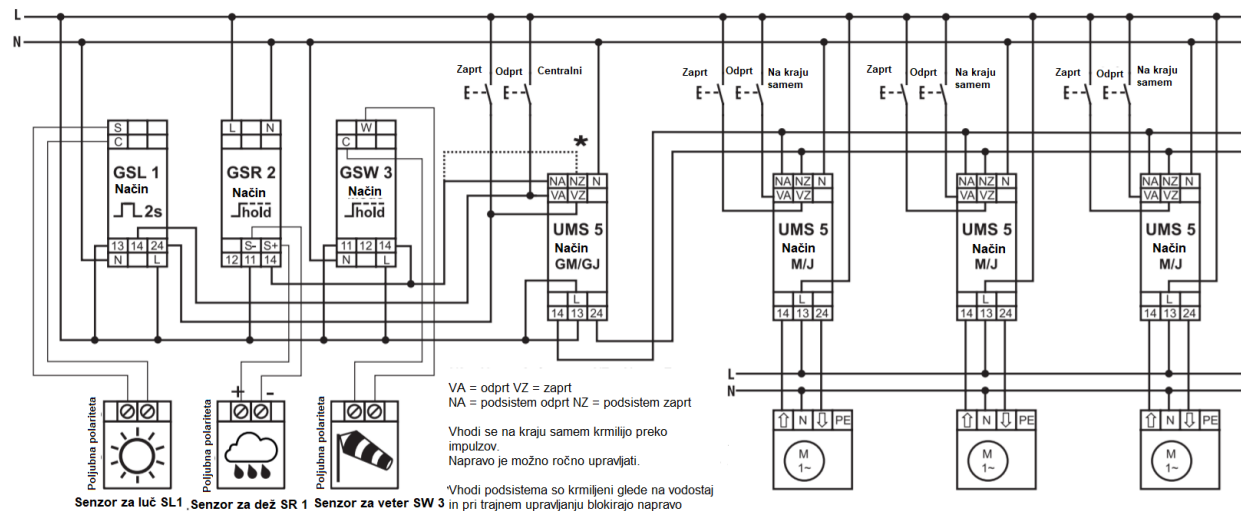 L
N
Zaprt Odprt Centralni
Zaprt Odprt Na kraju samem
Zaprt Odprt Na kraju samem
Zaprt Odprt Na kraju samem
S
C
GSL 1
Način
2s
13 14 24
N L
L N
GSR 2
Način
hold
S- S+
12 11 14
W
C
GSW 3
Način
hold
11 12 14
N L
*
NA NZ N
VA VZ
UMS 5
Način
GM/GJ
L
14 13 24
NA NZ N
VA VZ
UMS 5
Način
M/J
L
14 13 24
NA NZ N
VA VZ
UMS 5
Način
M/J
L
14 13 24
NA NZ N
VA VZ
UMS 5
Način
M/J
L
14 13 24
L
N
N PE
M
1~
N PE
M
1~
N PE
M
1~
Poljubna polariteta
Senzor za luč SL1
+ -
Poljubna polariteta
Senzor za dež SR 1
Poljubna polariteta
Senzor za veter SW 3
VA = odprt VZ = zaprt
NA = podsistem odprt NZ = podsistem zaprt
Vhodi se na kraju samem krmilijo preko
impulzov.
Napravo je možno ročno upravljati.
*Vhodi podsistema so krmiljeni glede na vodostaj
in pri trajnem upravljanju blokirajo napravo